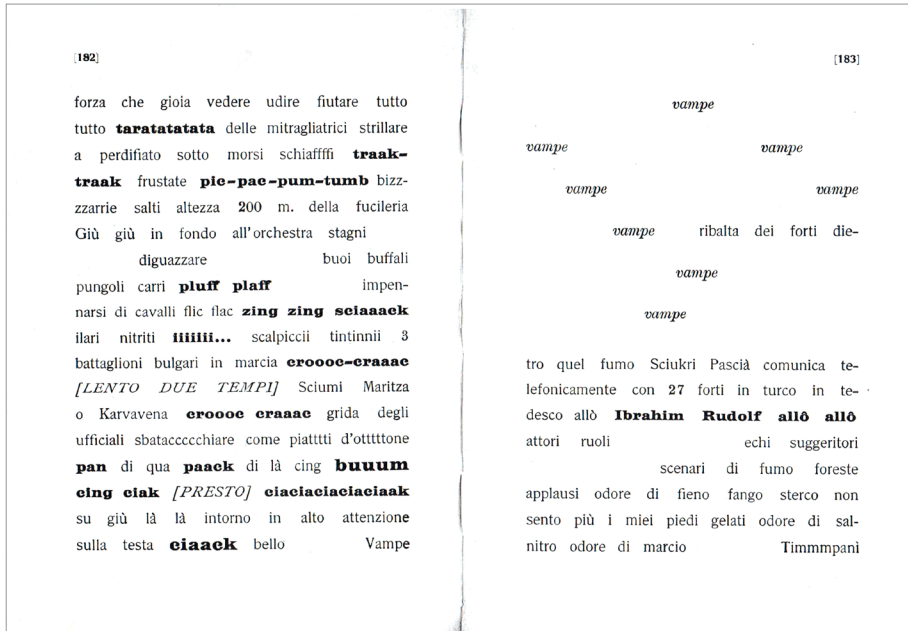 [182]
forza che gioia vedere udire fiutare tutto
tutto taratatatata delle mitragliatrici strillare
a perdifiato sotto morsi schiaffffi traak-
traak frustate pic-pac-pum-tumb bizz-
zzarrie salti altezza 200 m. della fucileria
Giù giù in fondo all'orchestra stagni
diguazzare buoi buffali
pungoli carri pluff plaff impen-
narsi di cavalli flic flac zing zing sciaaack
ilari nitriti iiiiiii... scalpiccii tintinnii 3
battaglioni bulgari in marcia croooc-craaac
[LENTO DUE TEMPI] Sciumi Maritza
o Karvavena croooc craaac grida degli
ufficiali sbataccccchiare come piatttti d'otttttone
pan di qua paack di là cing buuum
cing ciak [PRESTO] ciaciaciaciaciaak
su giù là là intorno in alto attenzione
sulla testa ciaack bello Vampe
[183]
vampe
vampe vampe
vampe vampe
vampe ribalta dei forti die-
vampe
vampe
tro quel fumo Sciukri Pascià comunica te-
lefonicamente con 27 forti in turco in te-
desco allò Ibrahim Rudolf allô allô
attori ruoli echi suggeritori
scenari di fumo foreste
applausi odore di fieno fango sterco non
sento più i miei piedi gelati odore di sal-
nitro odore di marcio Timmmpani